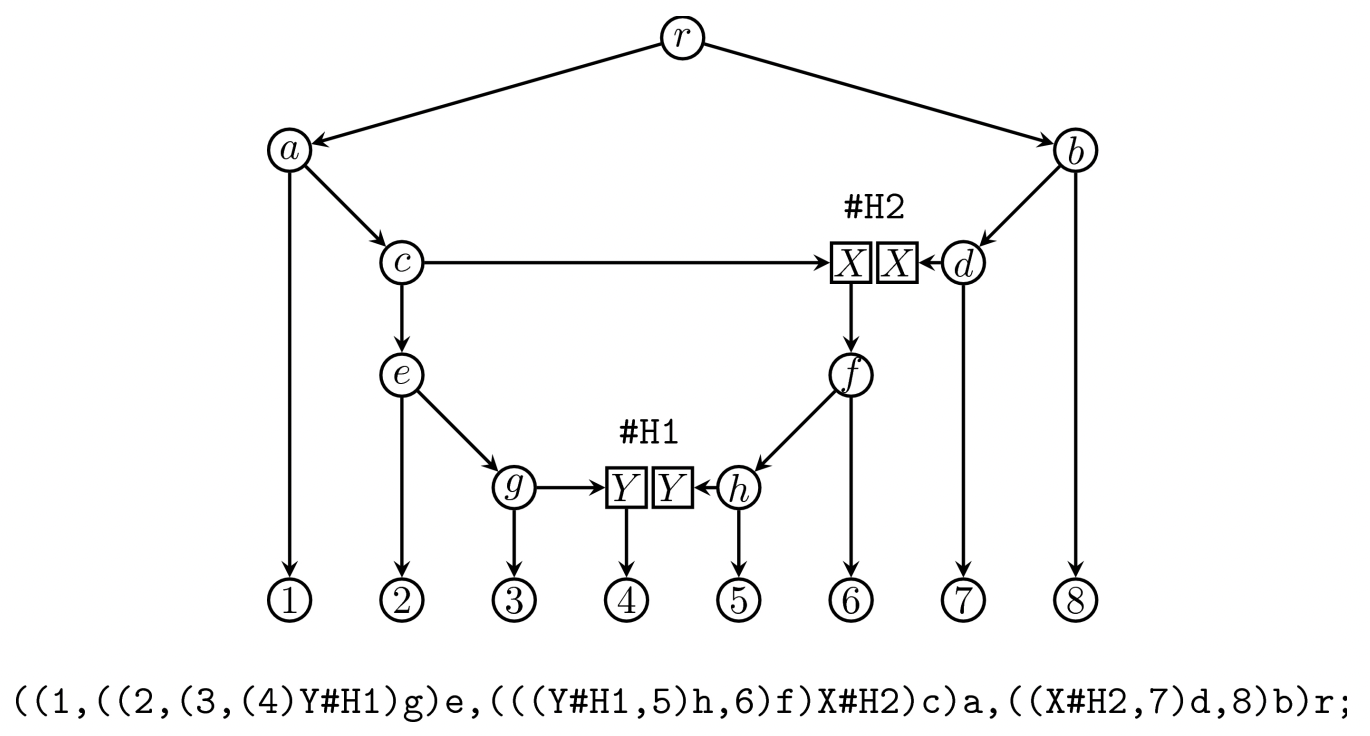 r
a
b
#H2
c
X X
d
e
f
#H1
g
Y Y
h
1 2 3 4 5 6 7 8
((1,((2,(3,(4)Y#H1)g)e,(((Y#H1,5)h,6)f)X#H2)c)a,((X#H2,7)d,8)b)r;